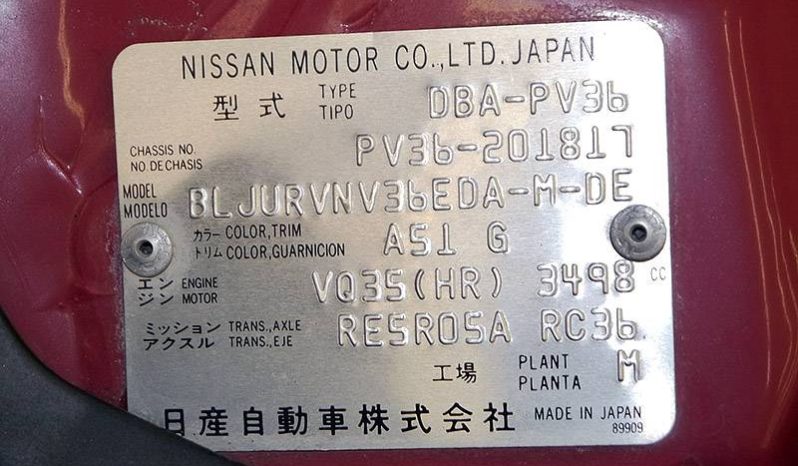 NISSAN MOTOR CO.,LTD.JAPAN
型式 TYPE TIPO DBA-PV36
CHASSIS NO. NO.DE CHASIS PV36-201817
MODEL MODELO BLJURVNV36EDA-M-DE
カラー トリム COLOR,TRIM COLOR,GUARNICION A51 G
エンジン ENGINE MOTOR VQ35(HR) 3498 cc
ミッション アクスル TRANS.,AXLE TRANS.,EJE RE5R05A RC36
工場 PLANT PLANTA M
日産自動車株式会社 MADE IN JAPAN
89909